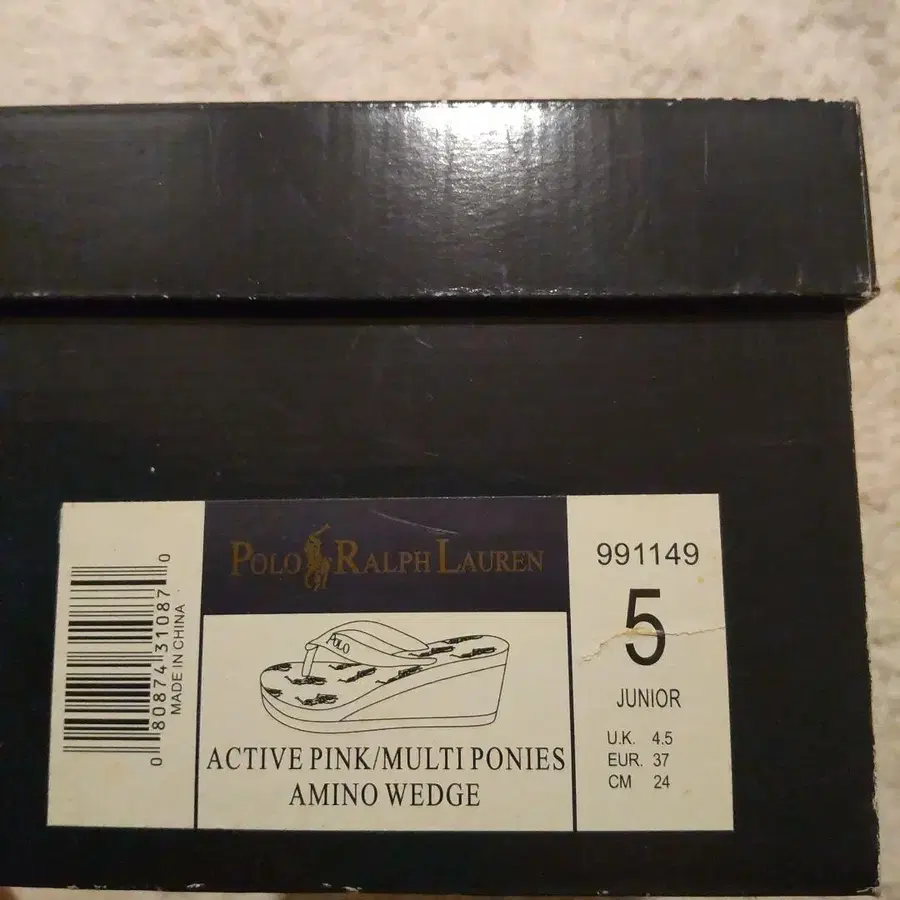 0 80874 31087 0
MADE IN CHINA
POLO RALPH LAUREN
POLO
ACTIVE PINK/MULTI PONIES
AMINO WEDGE
991149
5
JUNIOR
U.K. 4.5
EUR. 37
CM 24